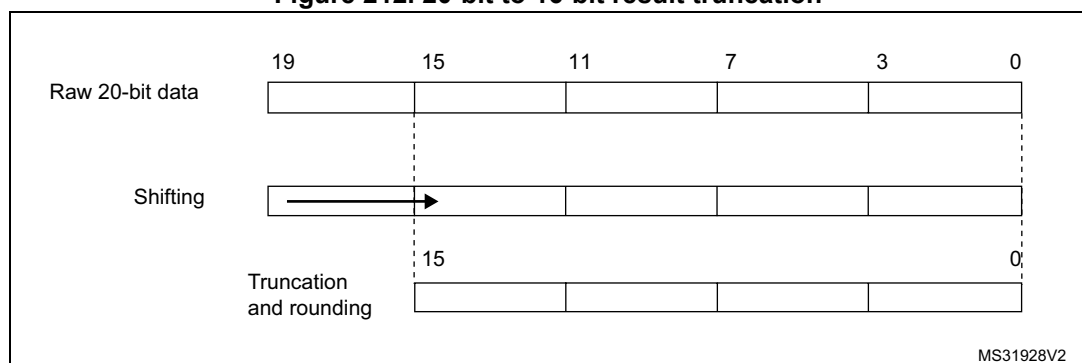 Figure 212. 20-bit to 16-bit result truncation
19 15 11 7 3 0
Raw 20-bit data
Shifting
15 0
Truncation
and rounding
MS31928V2